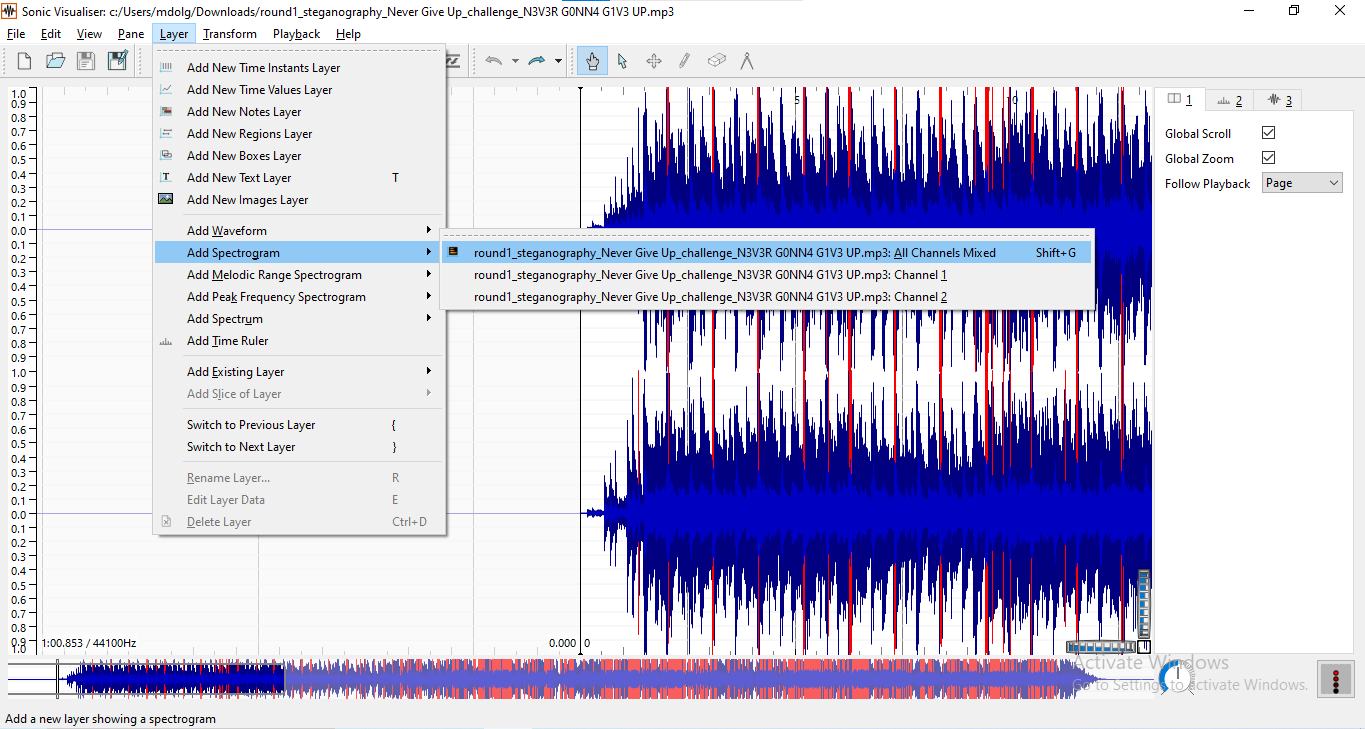 Sonic Visualiser: c:/Users/mdolg/Downloads/round1_steganography_Never Give Up_challenge_N3V3R G0NN4 G1V3 UP.mp3
File Edit View Pane Layer Transform Playback Help
Add New Time Instants Layer
Add New Time Values Layer
Add New Notes Layer
Add New Regions Layer
Add New Boxes Layer
Add New Text Layer T
Add New Images Layer
Add Waveform
Add Spectrogram
Add Melodic Range Spectrogram
Add Peak Frequency Spectrogram
Add Spectrum
Add Time Ruler
Add Existing Layer
Add Slice of Layer
Switch to Previous Layer {
Switch to Next Layer }
Rename Layer... R
Edit Layer Data E
Delete Layer Ctrl+D
round1_steganography_Never Give Up_challenge_N3V3R G0NN4 G1V3 UP.mp3: All Channels Mixed Shift+G
round1_steganography_Never Give Up_challenge_N3V3R G0NN4 G1V3 UP.mp3: Channel 1
round1_steganography_Never Give Up_challenge_N3V3R G0NN4 G1V3 UP.mp3: Channel 2
1.0
0.9
0.8
0.7
0.6
0.5
0.4
0.3
0.2
0.1
0.0
0.1
0.2
0.3
0.4
0.5
0.6
0.7
0.8
0.9
1.0
0.9
0.8
0.7
0.6
0.5
0.4
0.3
0.2
0.1
0.0
0.1
0.2
0.3
0.4
0.5
0.6
0.7
0.8
0.9
1.0
5
10
1 2 3
Global Scroll
Global Zoom
Follow Playback Page
1:00.853 / 44100Hz
0.000 0
Activate Windows
Go to Settings to activate Windows.
Add a new layer showing a spectrogram